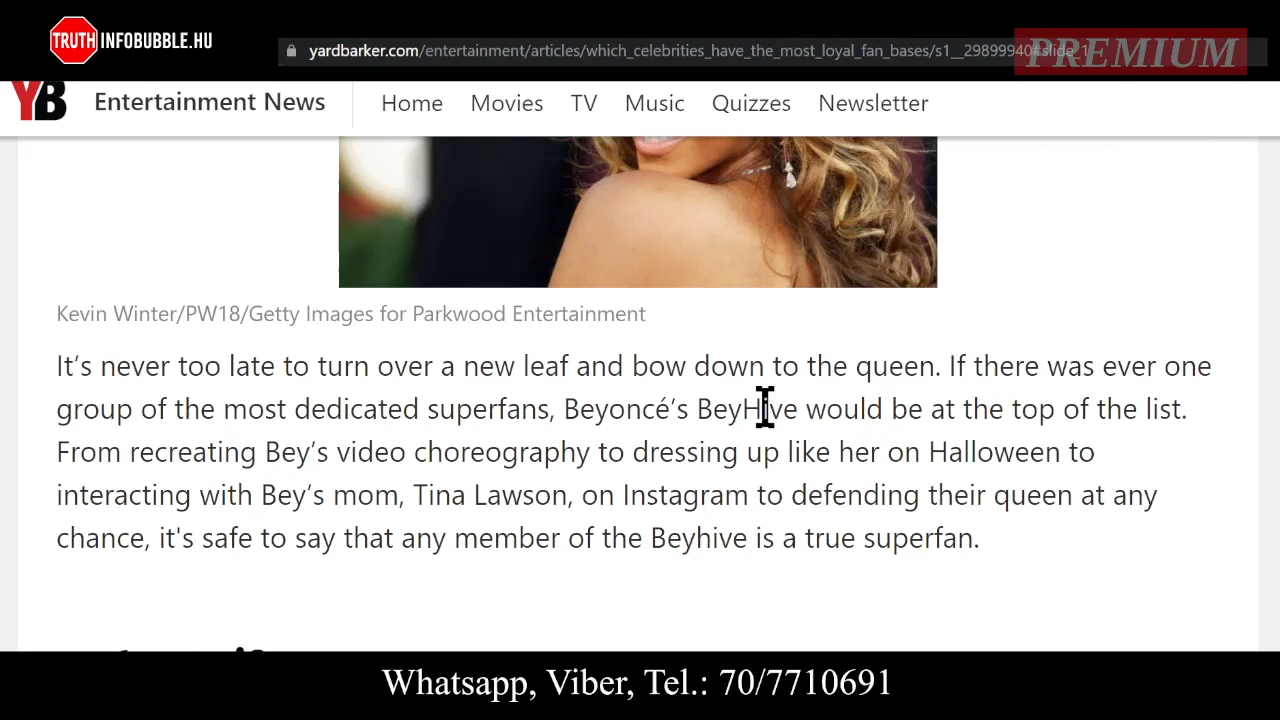 TRUTH INFOBUBBLE.HU
yardbarker.com/entertainment/articles/which_celebrities_have_the_most_loyal_fan_bases/s1__29899940#slide_1
PREMIUM
YB Entertainment News Home Movies TV Music Quizzes Newsletter
Kevin Winter/PW18/Getty Images for Parkwood Entertainment
It’s never too late to turn over a new leaf and bow down to the queen. If there was ever one
group of the most dedicated superfans, Beyoncé’s BeyHive would be at the top of the list.
From recreating Bey’s video choreography to dressing up like her on Halloween to
interacting with Bey’s mom, Tina Lawson, on Instagram to defending their queen at any
chance, it's safe to say that any member of the Beyhive is a true superfan.
Whatsapp, Viber, Tel.: 70/7710691